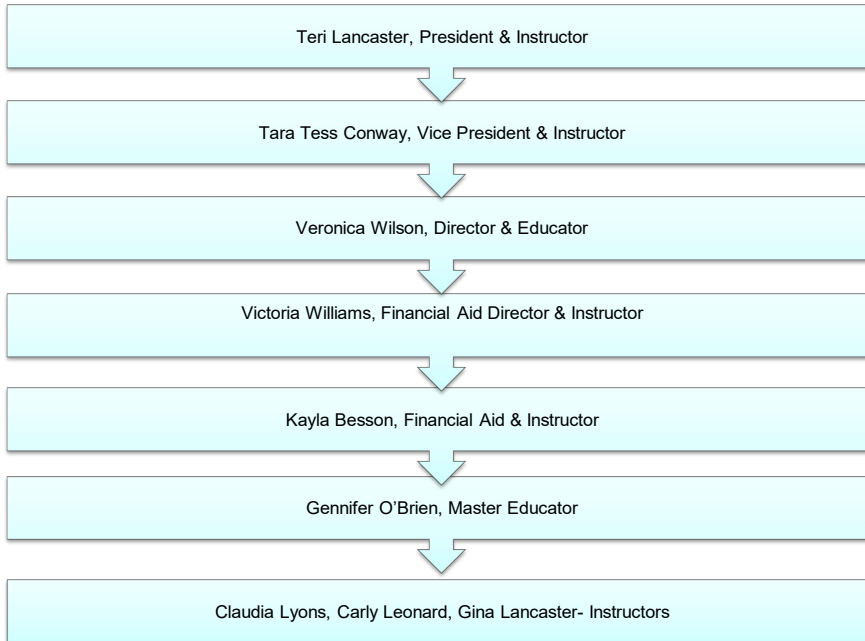 Teri Lancaster, President & Instructor
Tara Tess Conway, Vice President & Instructor
Veronica Wilson, Director & Educator
Victoria Williams, Financial Aid Director & Instructor
Kayla Besson, Financial Aid & Instructor
Gennifer O’Brien, Master Educator
Claudia Lyons, Carly Leonard, Gina Lancaster- Instructors